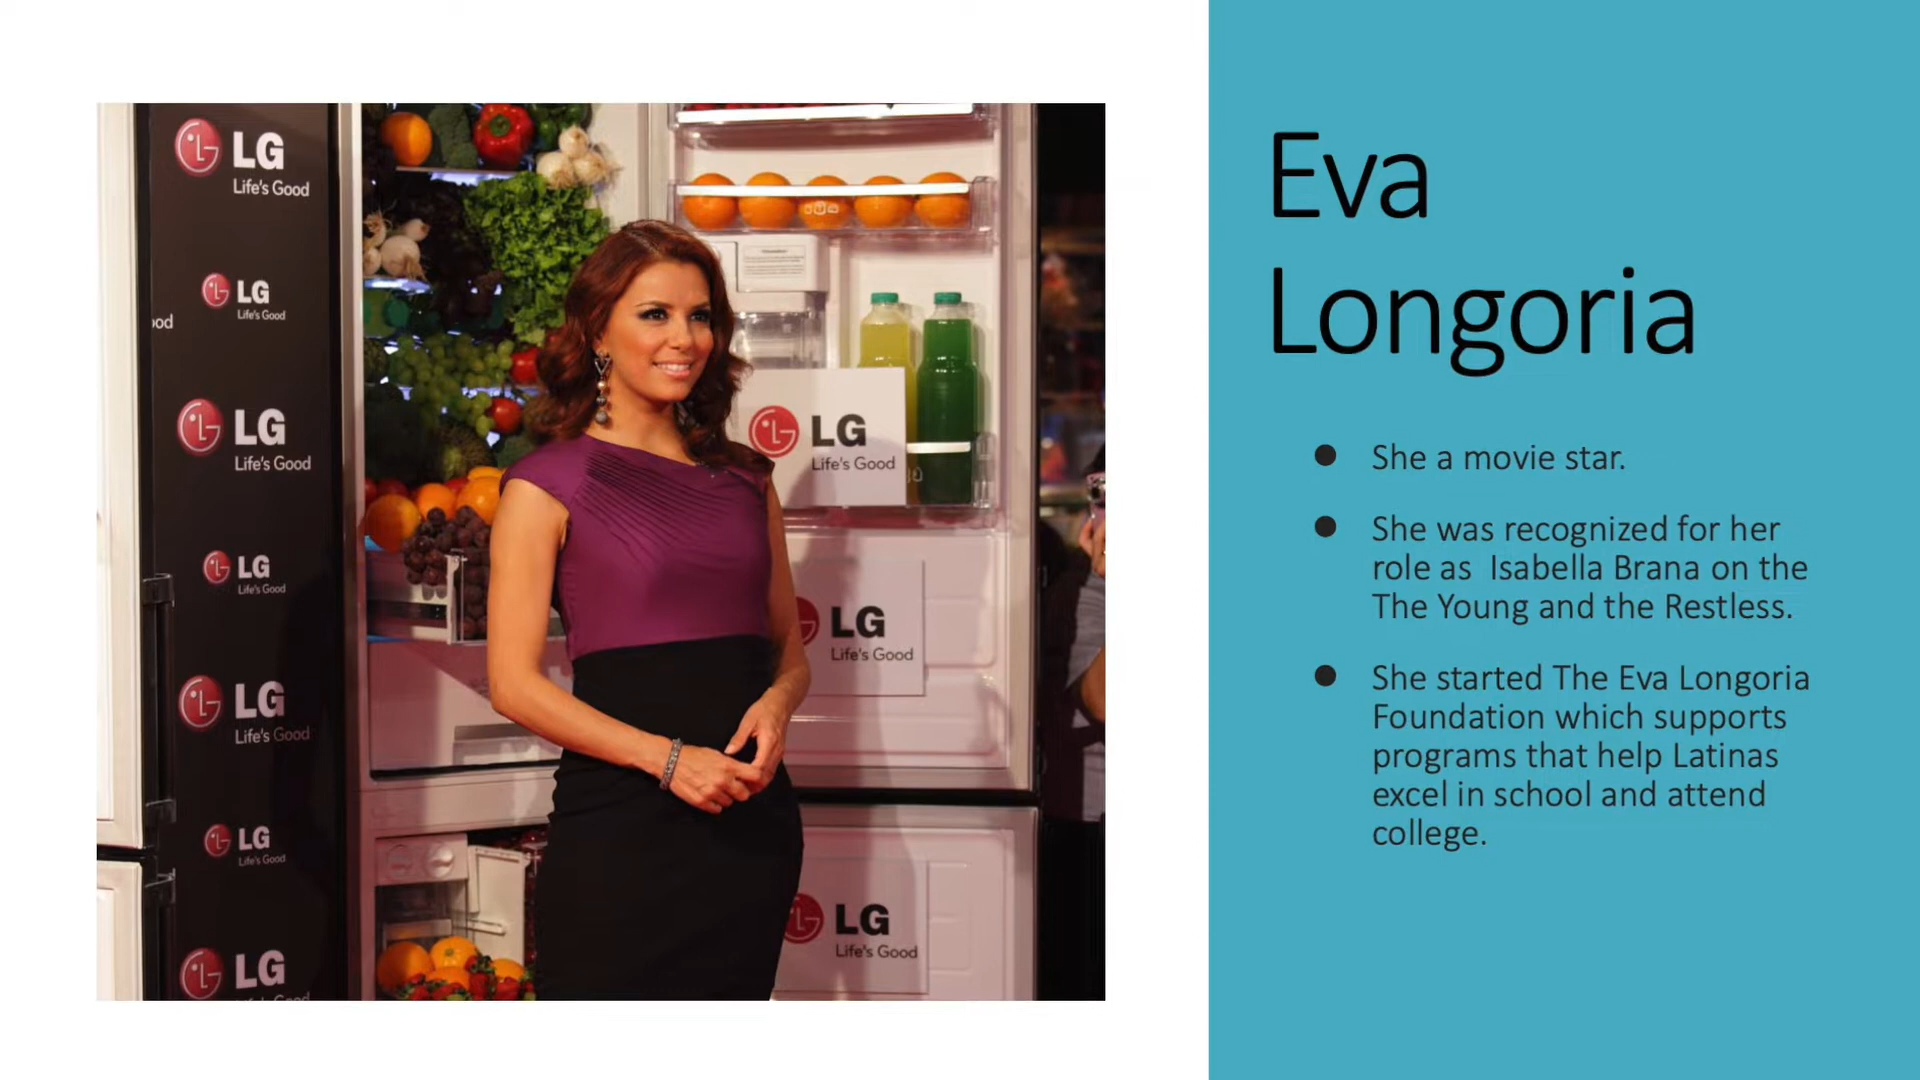 LG
Life's Good
LG
Life's Good
ood
LG
Life's Good
LG
Life's Good
LG
Life's Good
LG
Life's Good
LG
LG
Life's Good
LG
Life's Good
LG
Life's Good
Eva
Longoria
She a movie star.
She was recognized for her
role as  Isabella Brana on the
The Young and the Restless.
She started The Eva Longoria
Foundation which supports
programs that help Latinas
excel in school and attend
college.